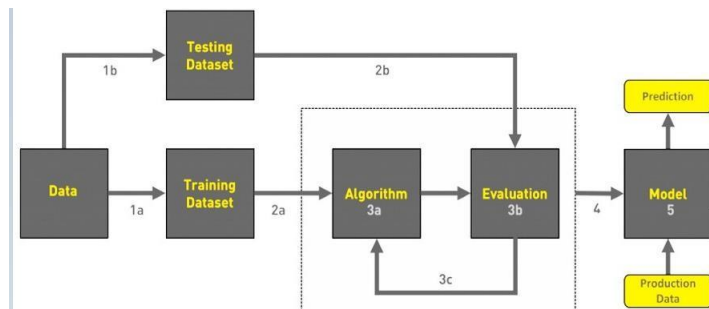 Testing
Dataset
1b
2b
Prediction
Data
Training
Dataset
Algorithm
3a
Evaluation
3b
Model
5
1a
2a
4
3c
Production
Data